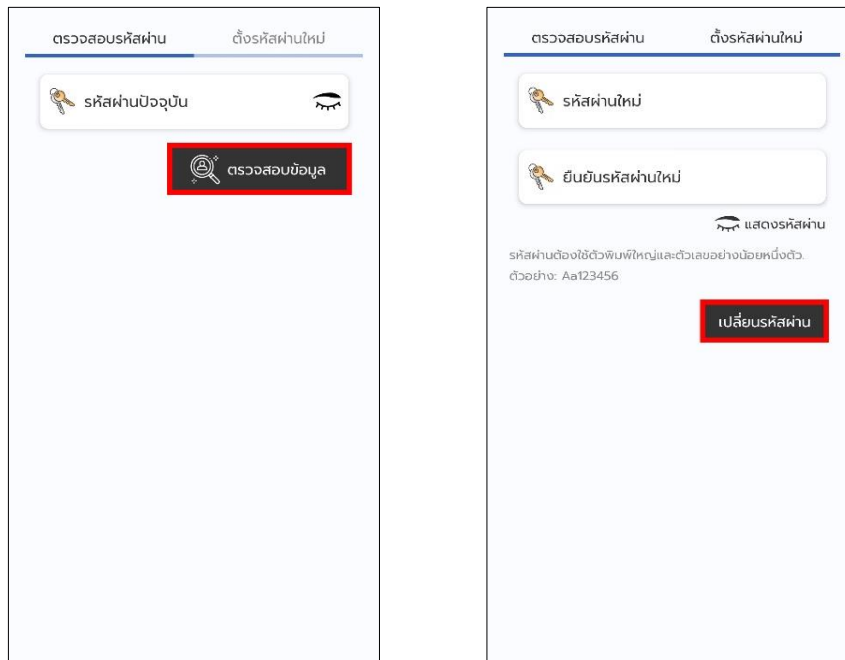 ตรวจสอบรหัสผ่าน
ตั้งรหัสผ่านใหม่
รหัสผ่านปัจจุบัน
ตรวจสอบข้อมูล
ตรวจสอบรหัสผ่าน
ตั้งรหัสผ่านใหม่
รหัสผ่านใหม่
ยืนยันรหัสผ่านใหม่
แสดงรหัสผ่าน
รหัสผ่านต้องใช้ตัวพิมพ์ใหญ่และตัวเลขอย่างน้อยหนึ่งตัว.
ตัวอย่าง: Aa123456
เปลี่ยนรหัสผ่าน